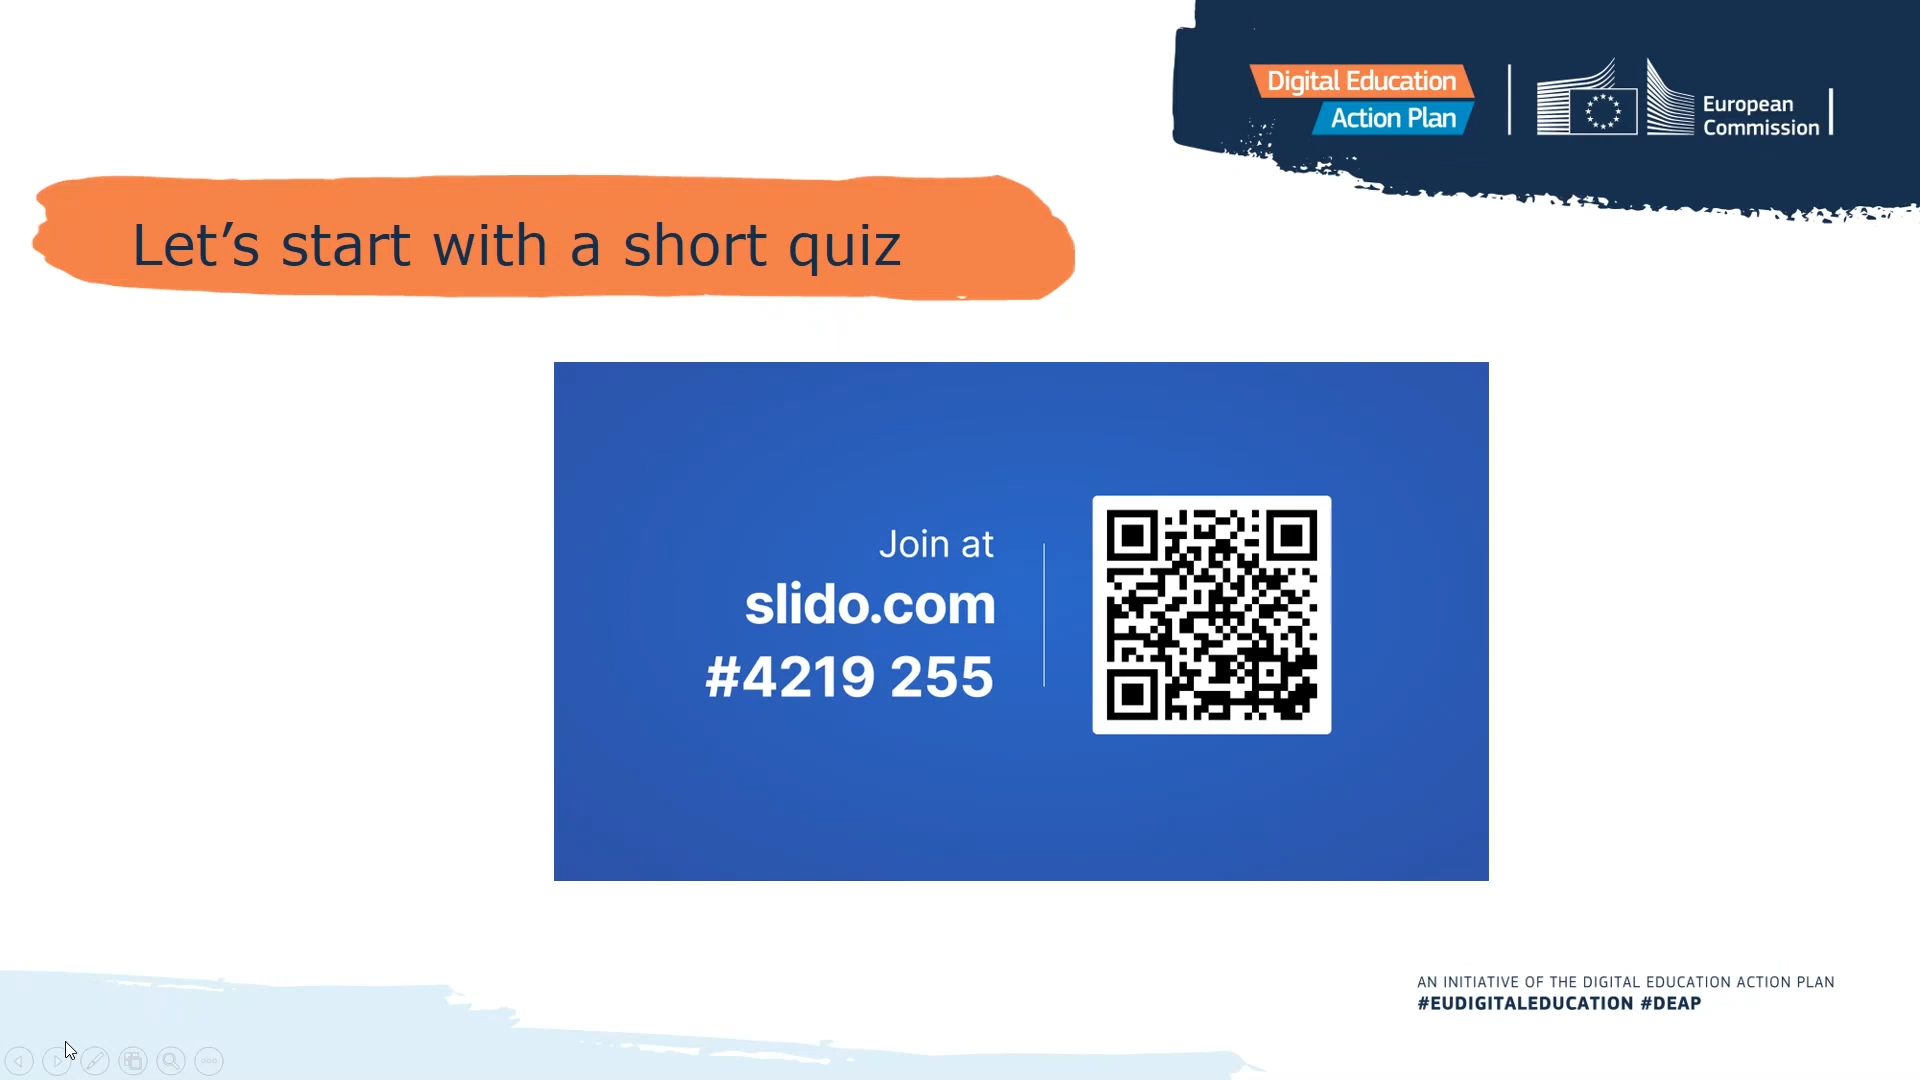 Digital Education
Action Plan
European
Commission
Let’s start with a short quiz
Join at
slido.com
#4219 255
AN INITIATIVE OF THE DIGITAL EDUCATION ACTION PLAN
#EUDIGITALEDUCATION #DEAP